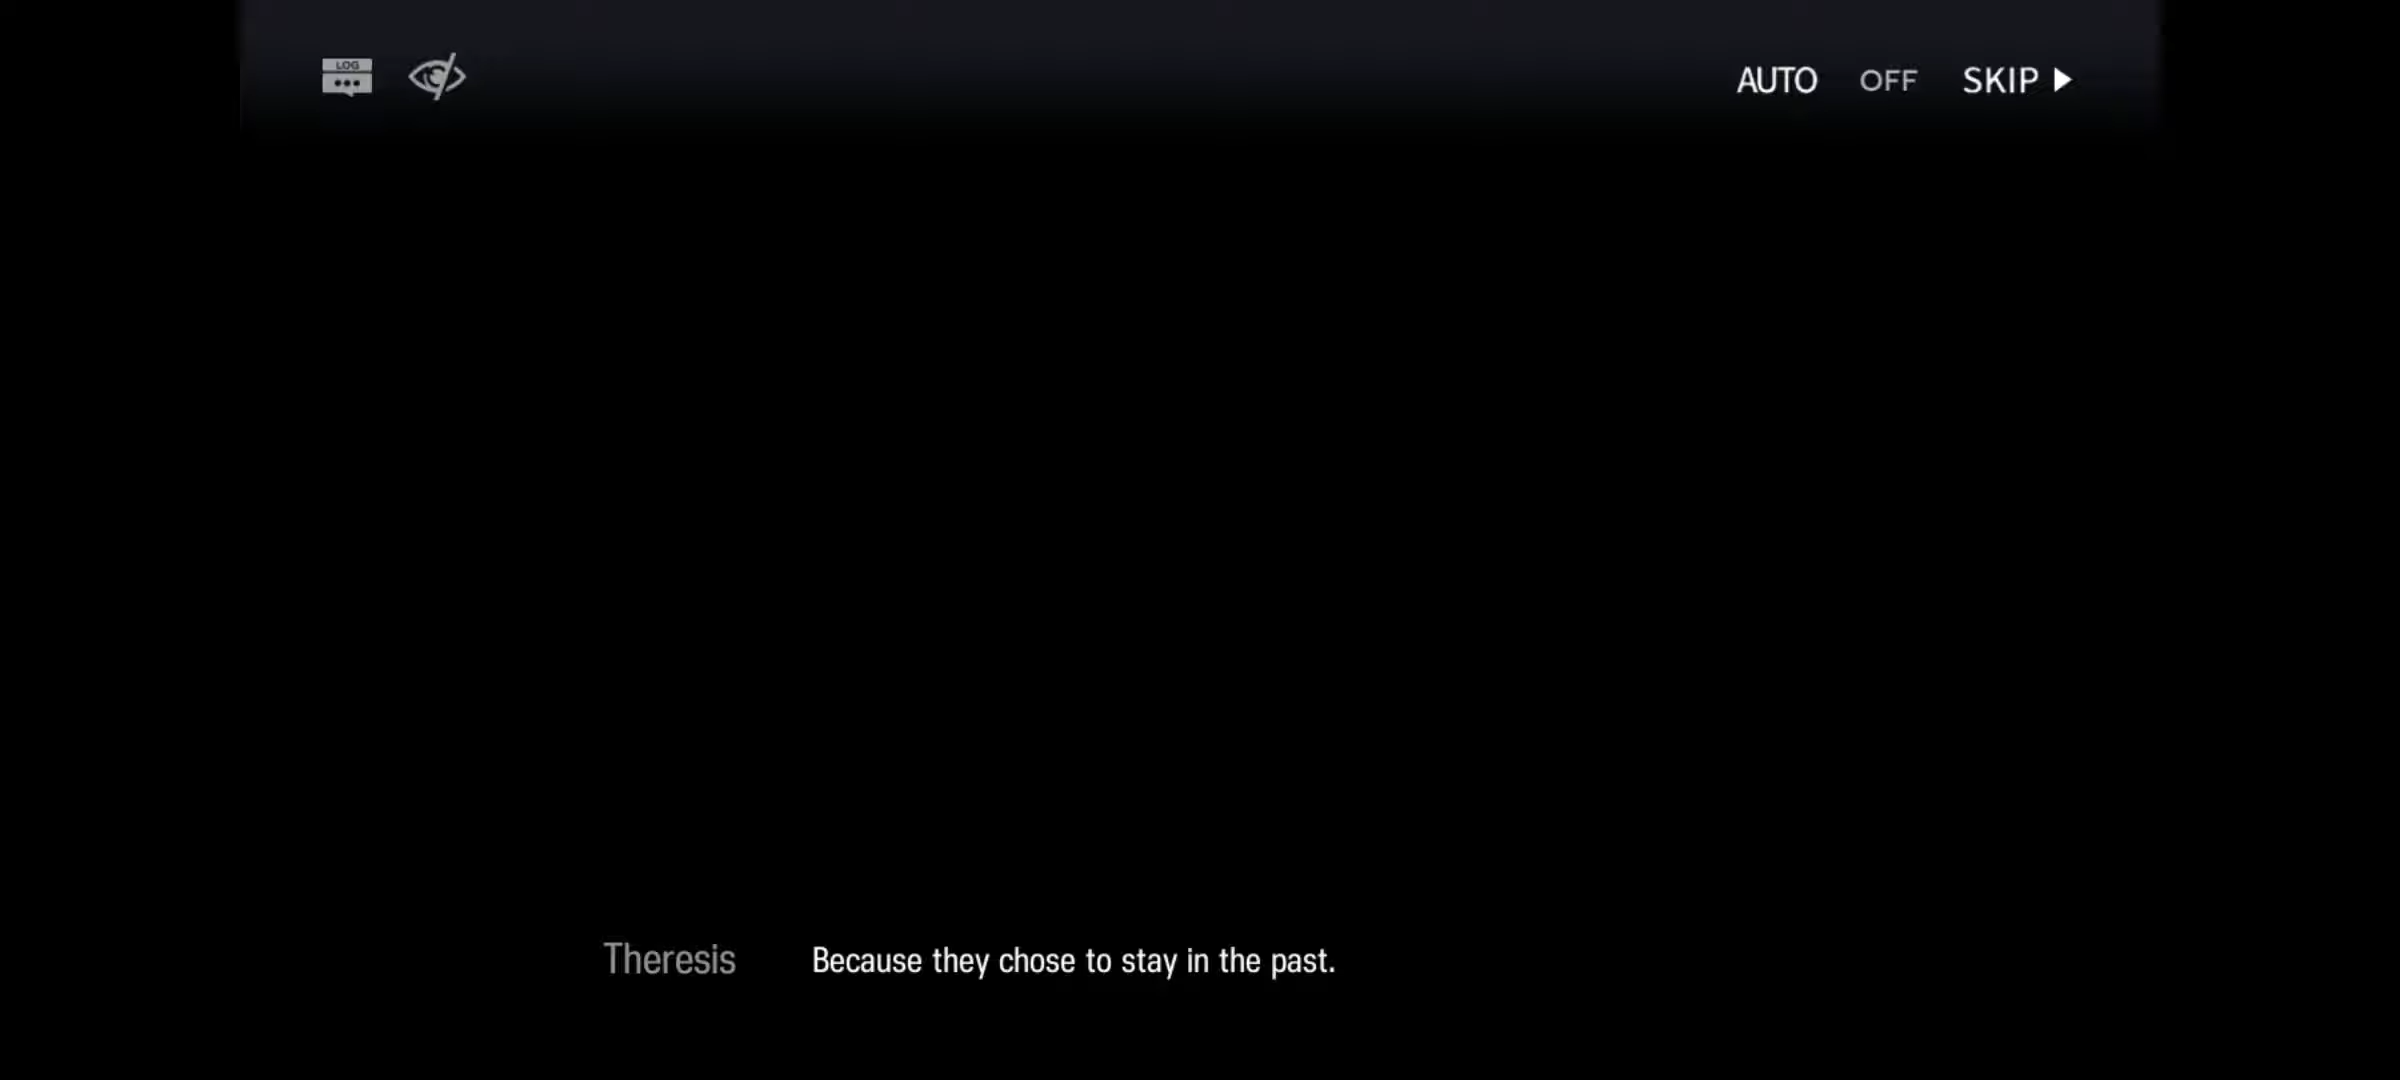 LOG
AUTO OFF SKIP
Theresis Because they chose to stay in the past.